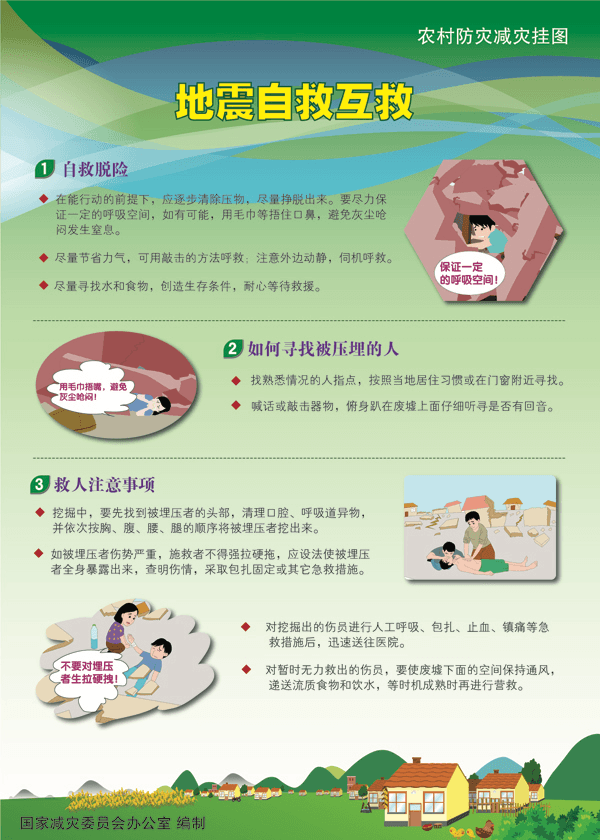 农村防灾减灾挂图
地震自救互救
1 自救脱险
◆ 在能行动的前提下，应逐步清除压物，尽量挣脱出来。要尽力保
证一定的呼吸空间，如有可能，用毛巾等捂住口鼻，避免灰尘呛
闷发生窒息。
◆ 尽量节省力气，可用敲击的方法呼救；注意外边动静，伺机呼救。
◆ 尽量寻找水和食物，创造生存条件，耐心等待救援。
保证一定
的呼吸空间！
2 如何寻找被压埋的人
◆ 找熟悉情况的人指点，按照当地居住习惯或在门窗附近寻找。
◆ 喊话或敲击器物，俯身趴在废墟上面仔细听寻是否有回音。
用毛巾捂嘴，避免
灰尘呛闷！
3 救人注意事项
◆ 挖掘中，要先找到被埋压者的头部，清理口腔、呼吸道异物，
并依次按胸、腹、腰、腿的顺序将被埋压者挖出来。
◆ 如被埋压者伤势严重，施救者不得强拉硬拖，应设法使被埋压
者全身暴露出来，查明伤情，采取包扎固定或其它急救措施。
不要对埋压
者生拉硬拽！
◆ 对挖掘出的伤员进行人工呼吸、包扎、止血、镇痛等急
救措施后，迅速送往医院。
◆ 对暂时无力救出的伤员，要使废墟下面的空间保持通风，
递送流质食物和饮水，等时机成熟时再进行营救。
国家减灾委员会办公室 编制